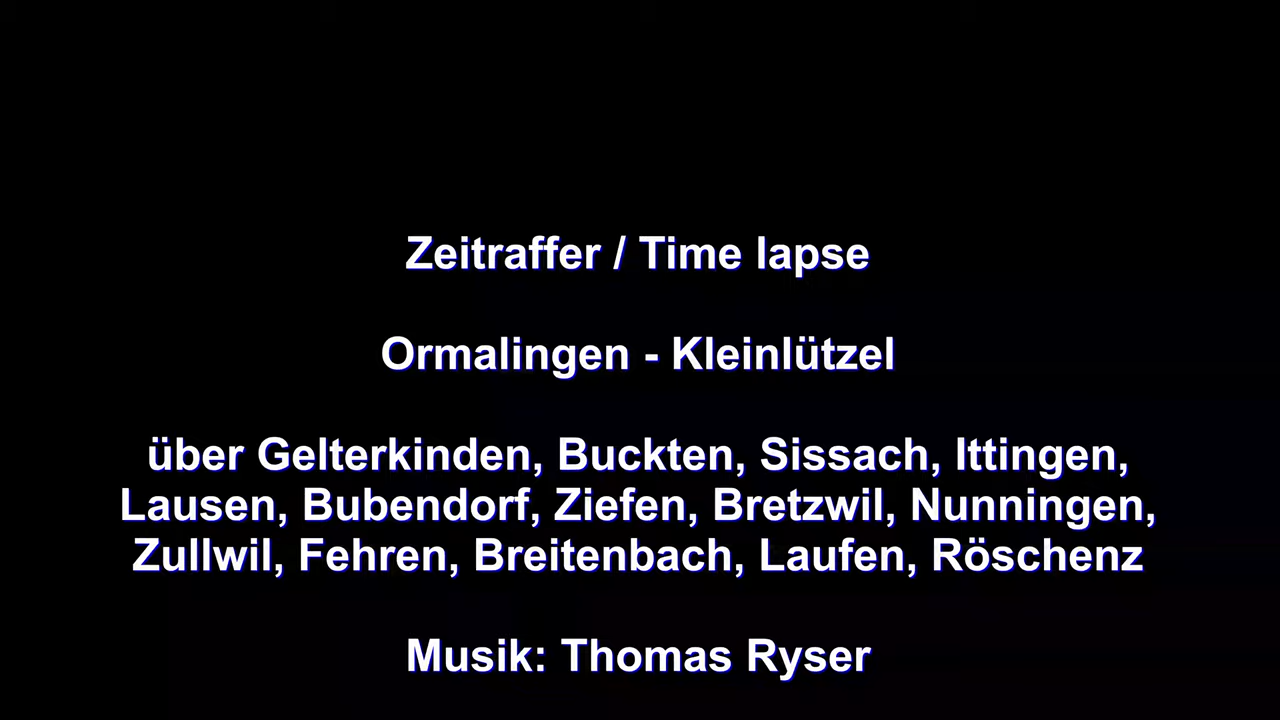 Zeitraffer / Time lapse
Ormalingen - Kleinlützel
über Gelterkinden, Buckten, Sissach, Ittingen,
Lausen, Bubendorf, Ziefen, Bretzwil, Nunningen,
Zullwil, Fehren, Breitenbach, Laufen, Röschenz
Musik: Thomas Ryser